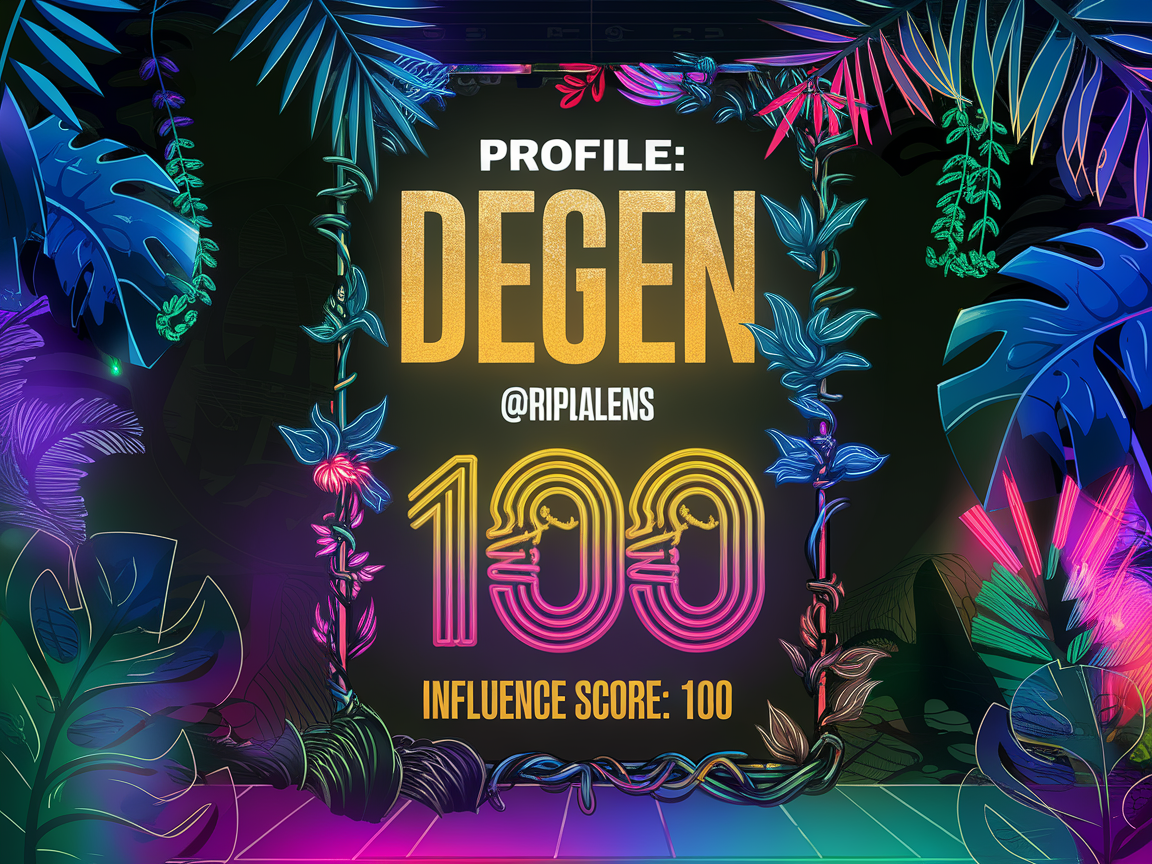 PROFILE:
DEGEN
@RIPLALENS
100
INFLUENCE SCORE: 100